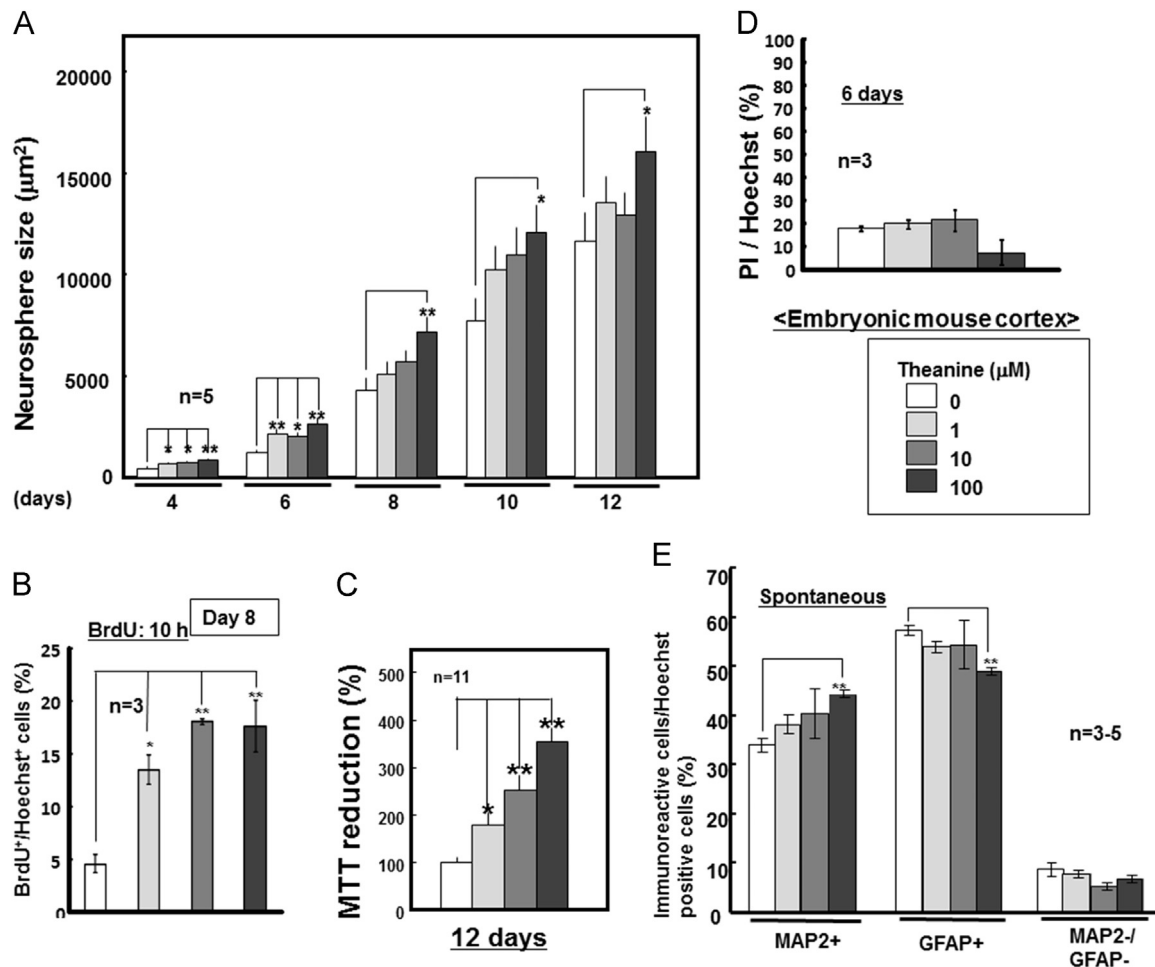 A
20000
15000
10000
5000
0
Neurosphere size (μm²)
n=5
* * **
** * **
**
*
*
(days) 4 6 8 10 12
D
100
90
80
70
60
50
40
30
20
10
0
PI / Hoechst (%)
6 days
n=3
<Embryonic mouse cortex>
Theanine (μM)
0
1
10
100
B
BrdU: 10 h
Day 8
25
20
15
10
5
0
BrdU⁺/Hoechst⁺ cells (%)
n=3
* ** **
C
500
400
300
200
100
0
MTT reduction (%)
n=11
* ** **
12 days
E
70
60
50
40
30
20
10
0
Immunoreactive cells/Hoechst
positive cells (%)
Spontaneous
**
**
n=3-5
MAP2+ GFAP+ MAP2-/
GFAP-